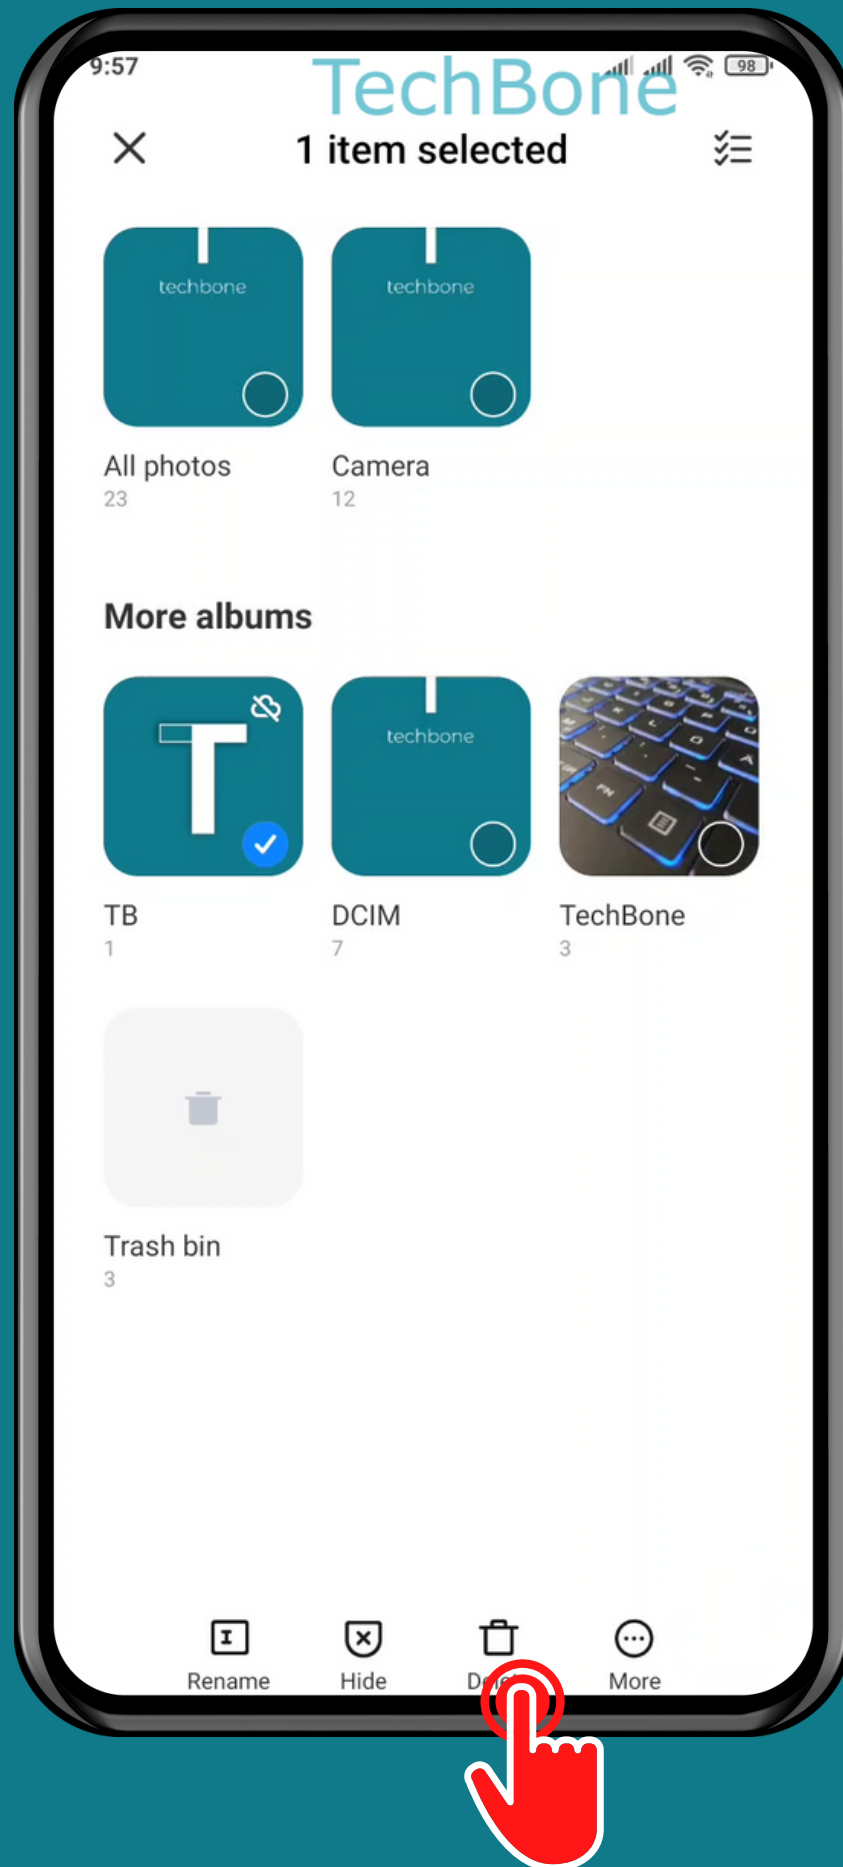 9:57
TechBone
98
1 item selected
techbone
techbone
All photos
Camera
23
12
More albums
T
techbone
TB
DCIM
TechBone
1
7
3
Trash bin
3
Rename
Hide
More